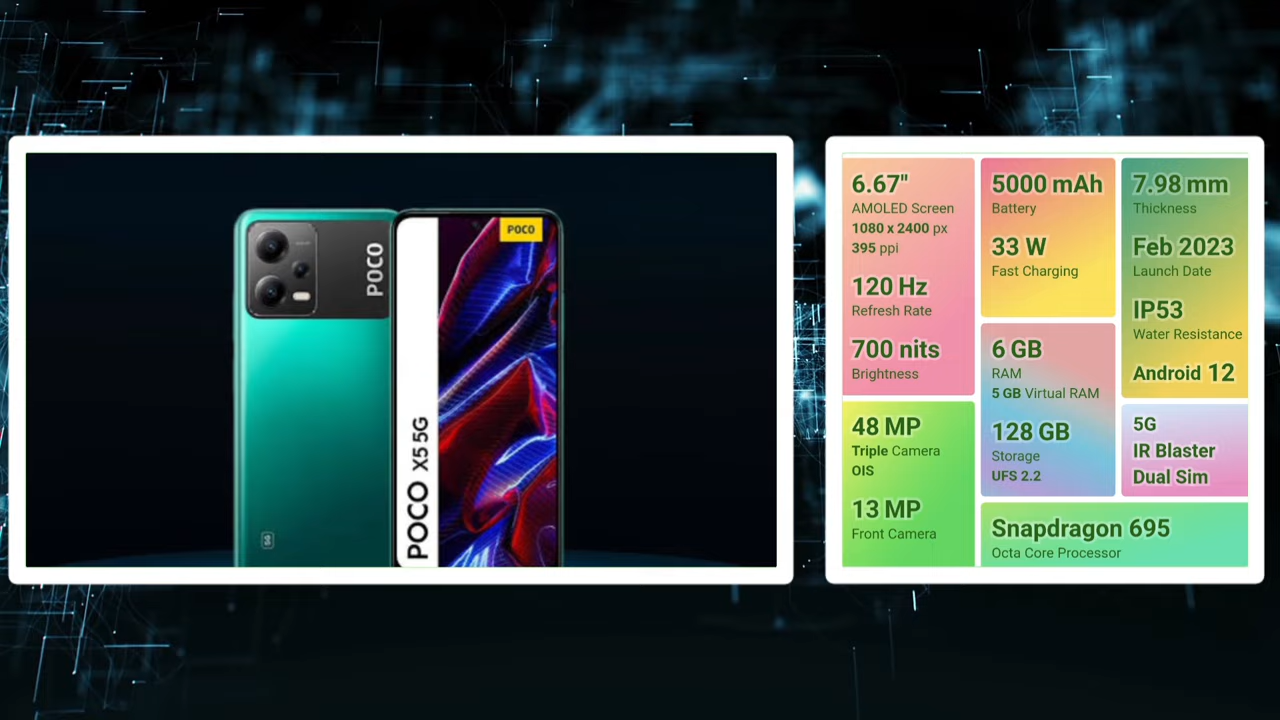 POCO
POCO
POCO X5 5G
5G
6.67"
AMOLED Screen
1080 x 2400 px
395 ppi
120 Hz
Refresh Rate
700 nits
Brightness
48 MP
Triple Camera
OIS
13 MP
Front Camera
5000 mAh
Battery
33 W
Fast Charging
6 GB
RAM
5 GB Virtual RAM
128 GB
Storage
UFS 2.2
7.98 mm
Thickness
Feb 2023
Launch Date
IP53
Water Resistance
Android 12
5G
IR Blaster
Dual Sim
Snapdragon 695
Octa Core Processor